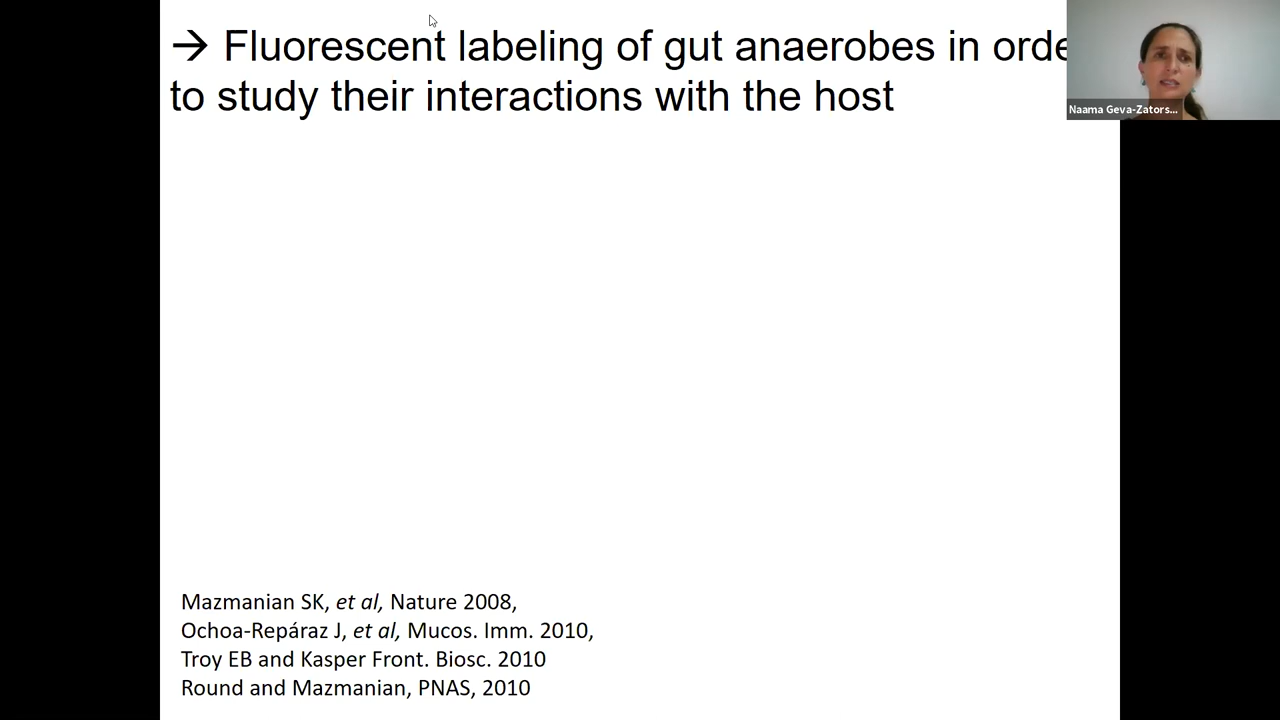 → Fluorescent labeling of gut anaerobes in orde
to study their interactions with the host
Naama Geva-Zators...
Mazmanian SK, et al, Nature 2008,
Ochoa-Repáraz J, et al, Mucos. Imm. 2010,
Troy EB and Kasper Front. Biosc. 2010
Round and Mazmanian, PNAS, 2010